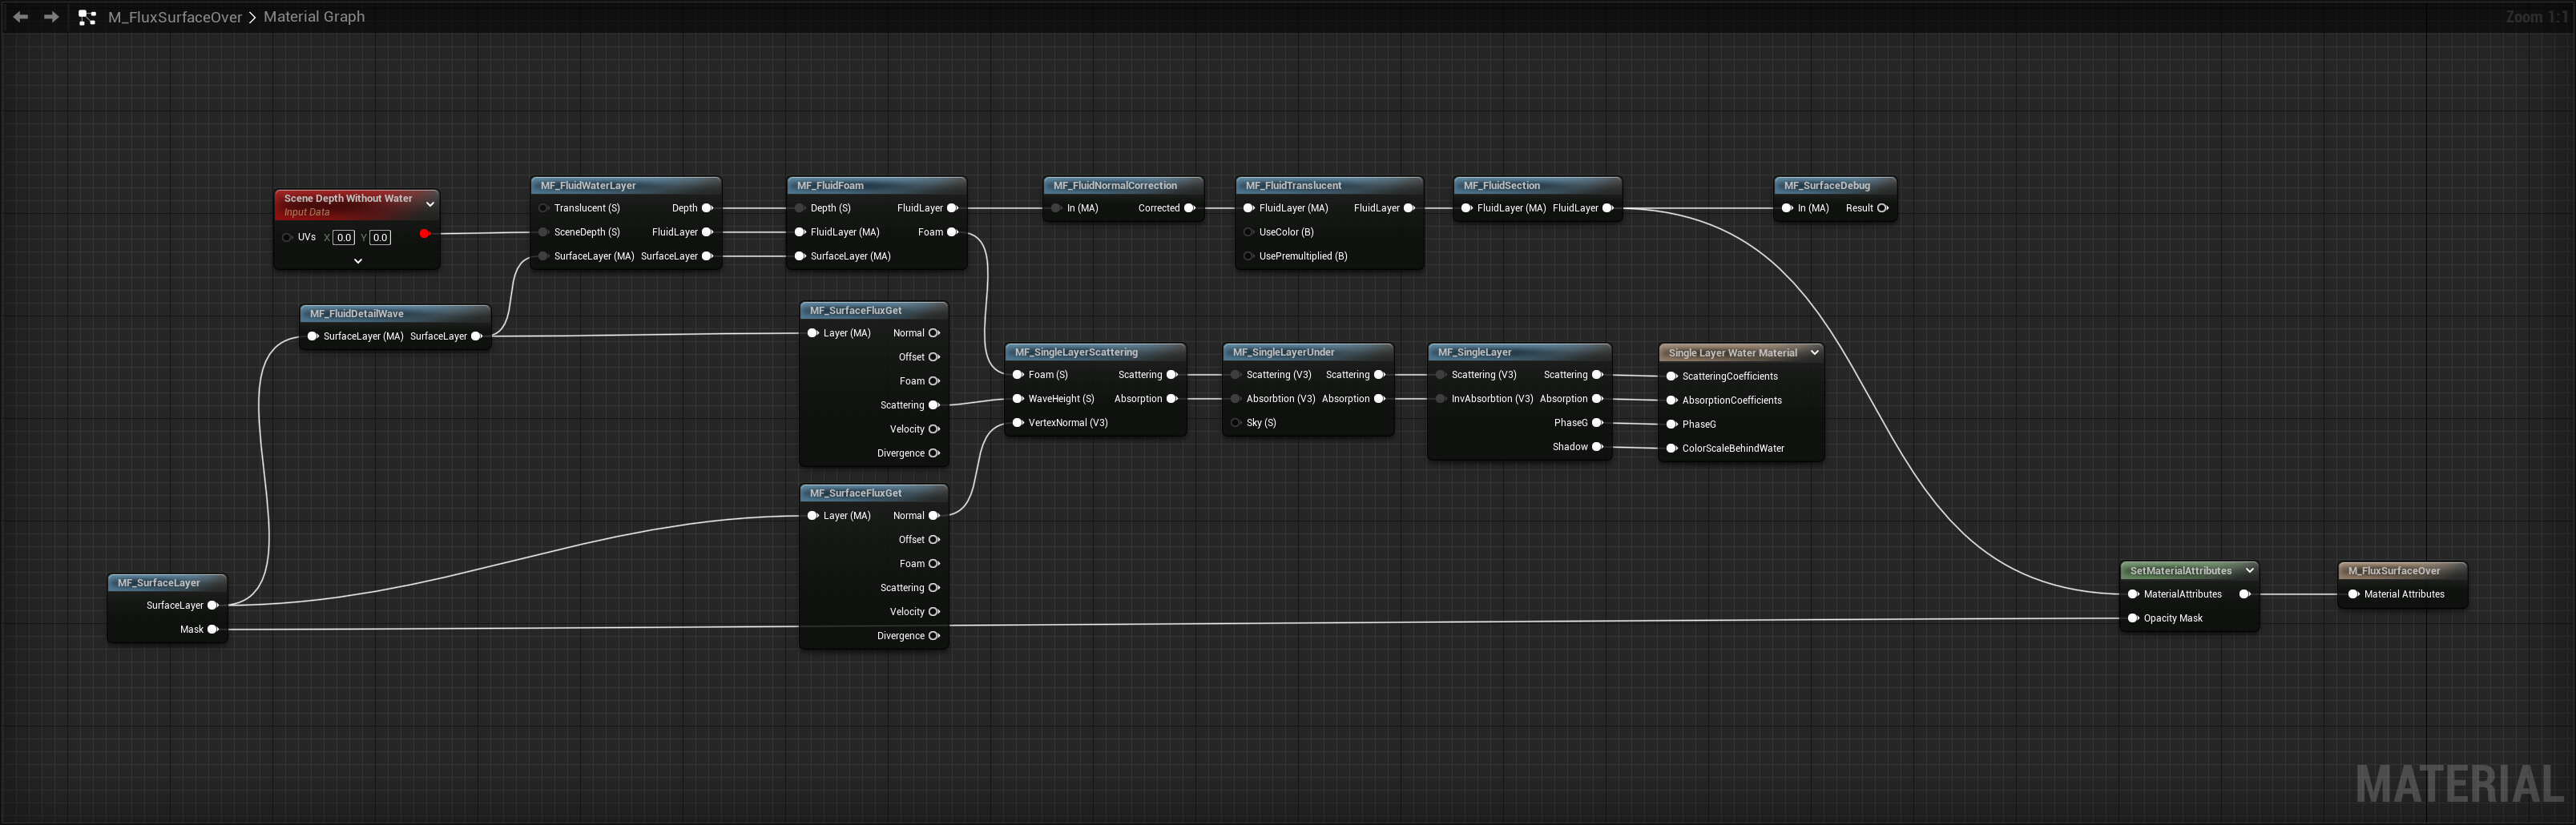 M_FluxSurfaceOver > Material Graph
Zoom 1:1
Scene Depth Without Water
Input Data
UVs X 0.0 Y 0.0
MF_FluidWaterLayer
Translucent (S) Depth
SceneDepth (S) FluidLayer
SurfaceLayer (MA) SurfaceLayer
MF_FluidFoam
Depth (S) FluidLayer
FluidLayer (MA) Foam
SurfaceLayer (MA)
MF_FluidNormalCorrection
In (MA) Corrected
MF_FluidTranslucent
FluidLayer (MA) FluidLayer
UseColor (B)
UsePremultiplied (B)
MF_FluidSection
FluidLayer (MA) FluidLayer
MF_SurfaceDebug
In (MA) Result
MF_FluidDetailWave
SurfaceLayer (MA) SurfaceLayer
MF_SurfaceFluxGet
Layer (MA) Normal
Offset
Foam
Scattering
Velocity
Divergence
MF_SingleLayerScattering
Foam (S) Scattering
WaveHeight (S) Absorption
VertexNormal (V3)
MF_SingleLayerUnder
Scattering (V3) Scattering
Absorbtion (V3) Absorption
Sky (S)
MF_SingleLayer
Scattering (V3) Scattering
InvAbsorbtion (V3) Absorption
PhaseG
Shadow
Single Layer Water Material
ScatteringCoefficients
AbsorptionCoefficients
PhaseG
ColorScaleBehindWater
MF_SurfaceFluxGet
Layer (MA) Normal
Offset
Foam
Scattering
Velocity
Divergence
MF_SurfaceLayer
SurfaceLayer
Mask
SetMaterialAttributes
MaterialAttributes
Opacity Mask
M_FluxSurfaceOver
Material Attributes
MATERIAL